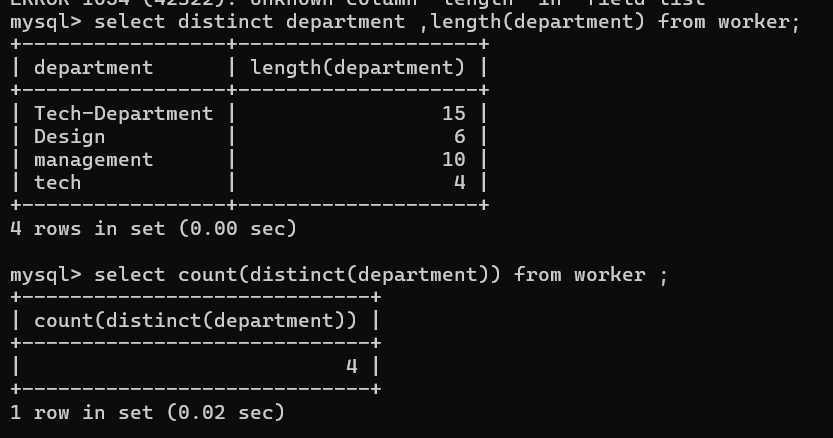 ERROR 1054 (42S22): Unknown column 'length' in 'field list'
mysql> select distinct department ,length(department) from worker;
+-----------------+--------------------+
| department      | length(department) |
+-----------------+--------------------+
| Tech-Department |                 15 |
| Design          |                  6 |
| management      |                 10 |
| tech            |                  4 |
+-----------------+--------------------+
4 rows in set (0.00 sec)
mysql> select count(distinct(department)) from worker ;
+-----------------------------+
| count(distinct(department)) |
+-----------------------------+
|                           4 |
+-----------------------------+
1 row in set (0.02 sec)